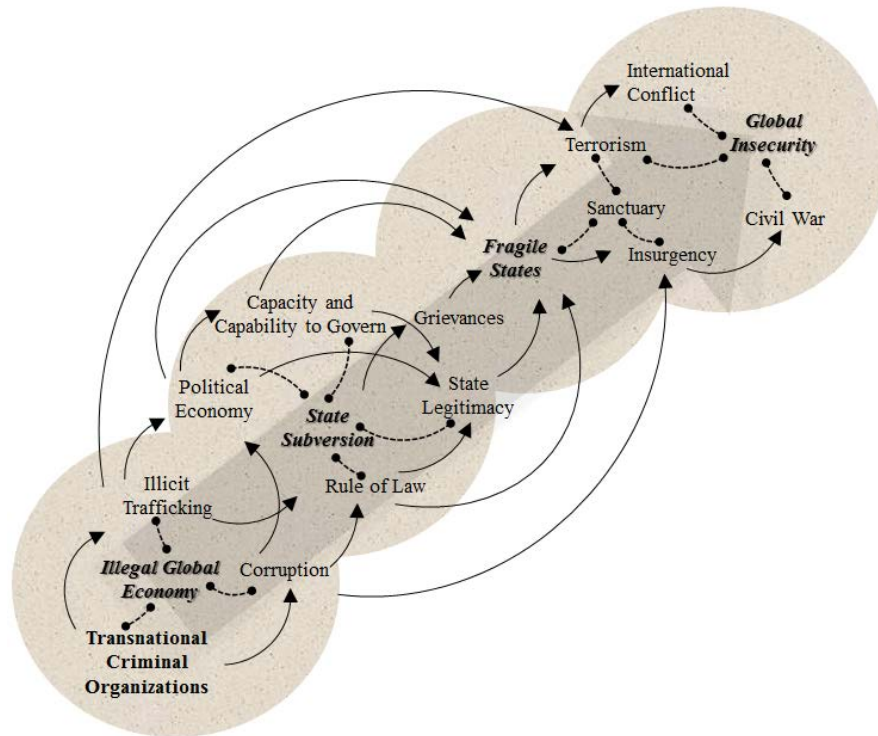 International
Conflict
Global
Insecurity
Terrorism
Sanctuary
Civil War
Fragile
States
Insurgency
Capacity and
Capability to Govern
Grievances
Political
Economy
State
Legitimacy
State
Subversion
Rule of Law
Illicit
Trafficking
Illegal Global
Economy
Corruption
Transnational
Criminal
Organizations